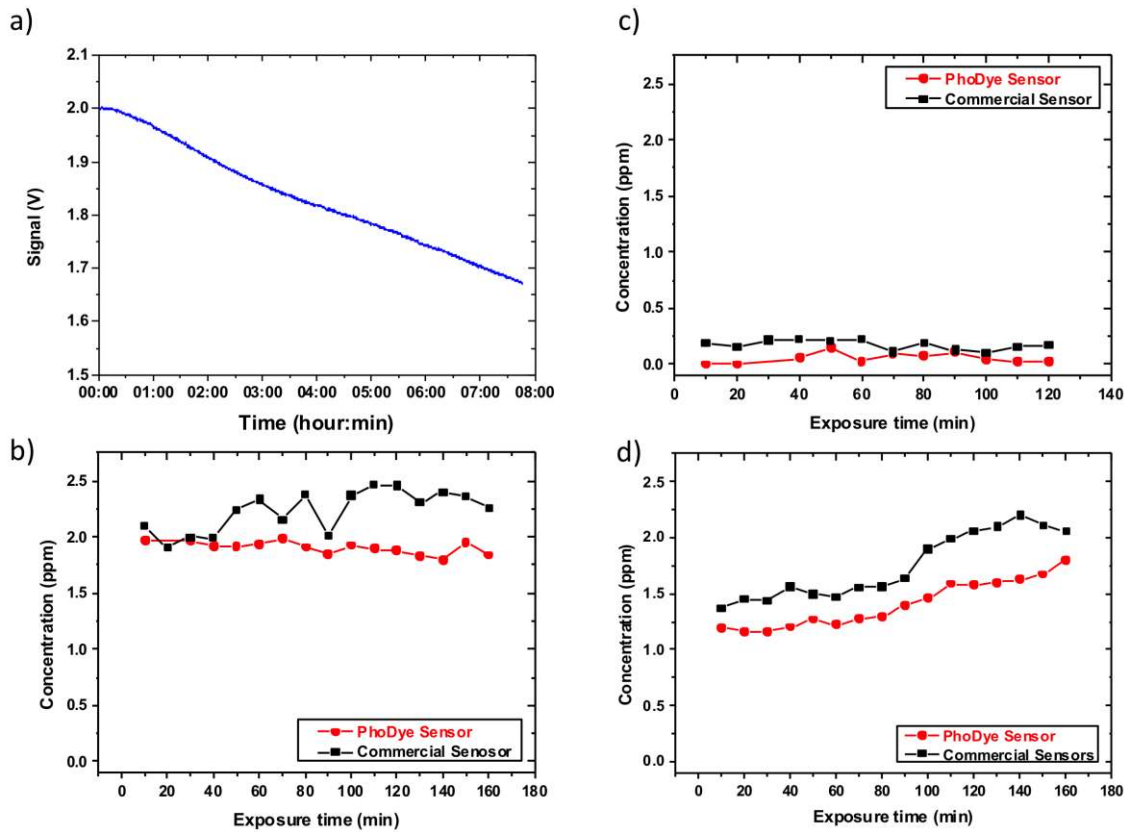 a)
2.1
2.0
1.9
1.8
1.7
1.6
1.5
Signal (V)
00:00 01:00 02:00 03:00 04:00 05:00 06:00 07:00 08:00
Time (hour:min)
b)
2.5
2.0
1.5
1.0
0.5
0.0
Concentration (ppm)
PhoDye Sensor
Commercial Senosor
0 20 40 60 80 100 120 140 160 180
Exposure time (min)
c)
2.5
2.0
1.5
1.0
0.5
0.0
Concentration (ppm)
PhoDye Sensor
Commercial Sensor
0 20 40 60 80 100 120 140
Exposure time (min)
d)
2.5
2.0
1.5
1.0
0.5
0.0
Concentration (ppm)
PhoDye Sensor
Commercial Sensors
0 20 40 60 80 100 120 140 160 180
Exposure time (min)